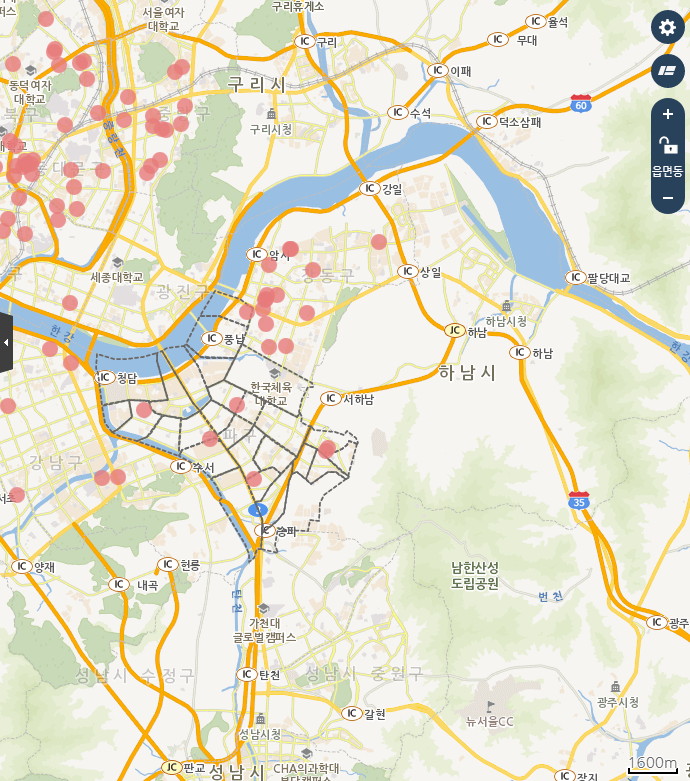 구리휴게소
서울여자
대학교
IC 율석
IC 구리
IC 무대
IC 이패
동덕여자
대학교
구리시
60
IC 수석
IC 덕소삼패
구리시청
+
읍면동
−
IC 강일
IC 암사
세종대학교
광진구
강동구
IC 상일
IC 팔당대교
하남시청
한강
IC 풍납
JC 하남
IC 하남
하남시
IC 청담
한국체육
대학교
IC 서하남
강남구
IC 수서
35
IC 송파
IC 양재
IC 헌릉
IC 내곡
남한산성
도립공원
번천
탄천
가천대
글로벌캠퍼스
IC 광주
IC 탄천
성남시 수정구
성남시 중원구
광주시청
IC 갈현
뉴서울CC
성남시청
JC 판교
성남시
CHA의과학대
1600m